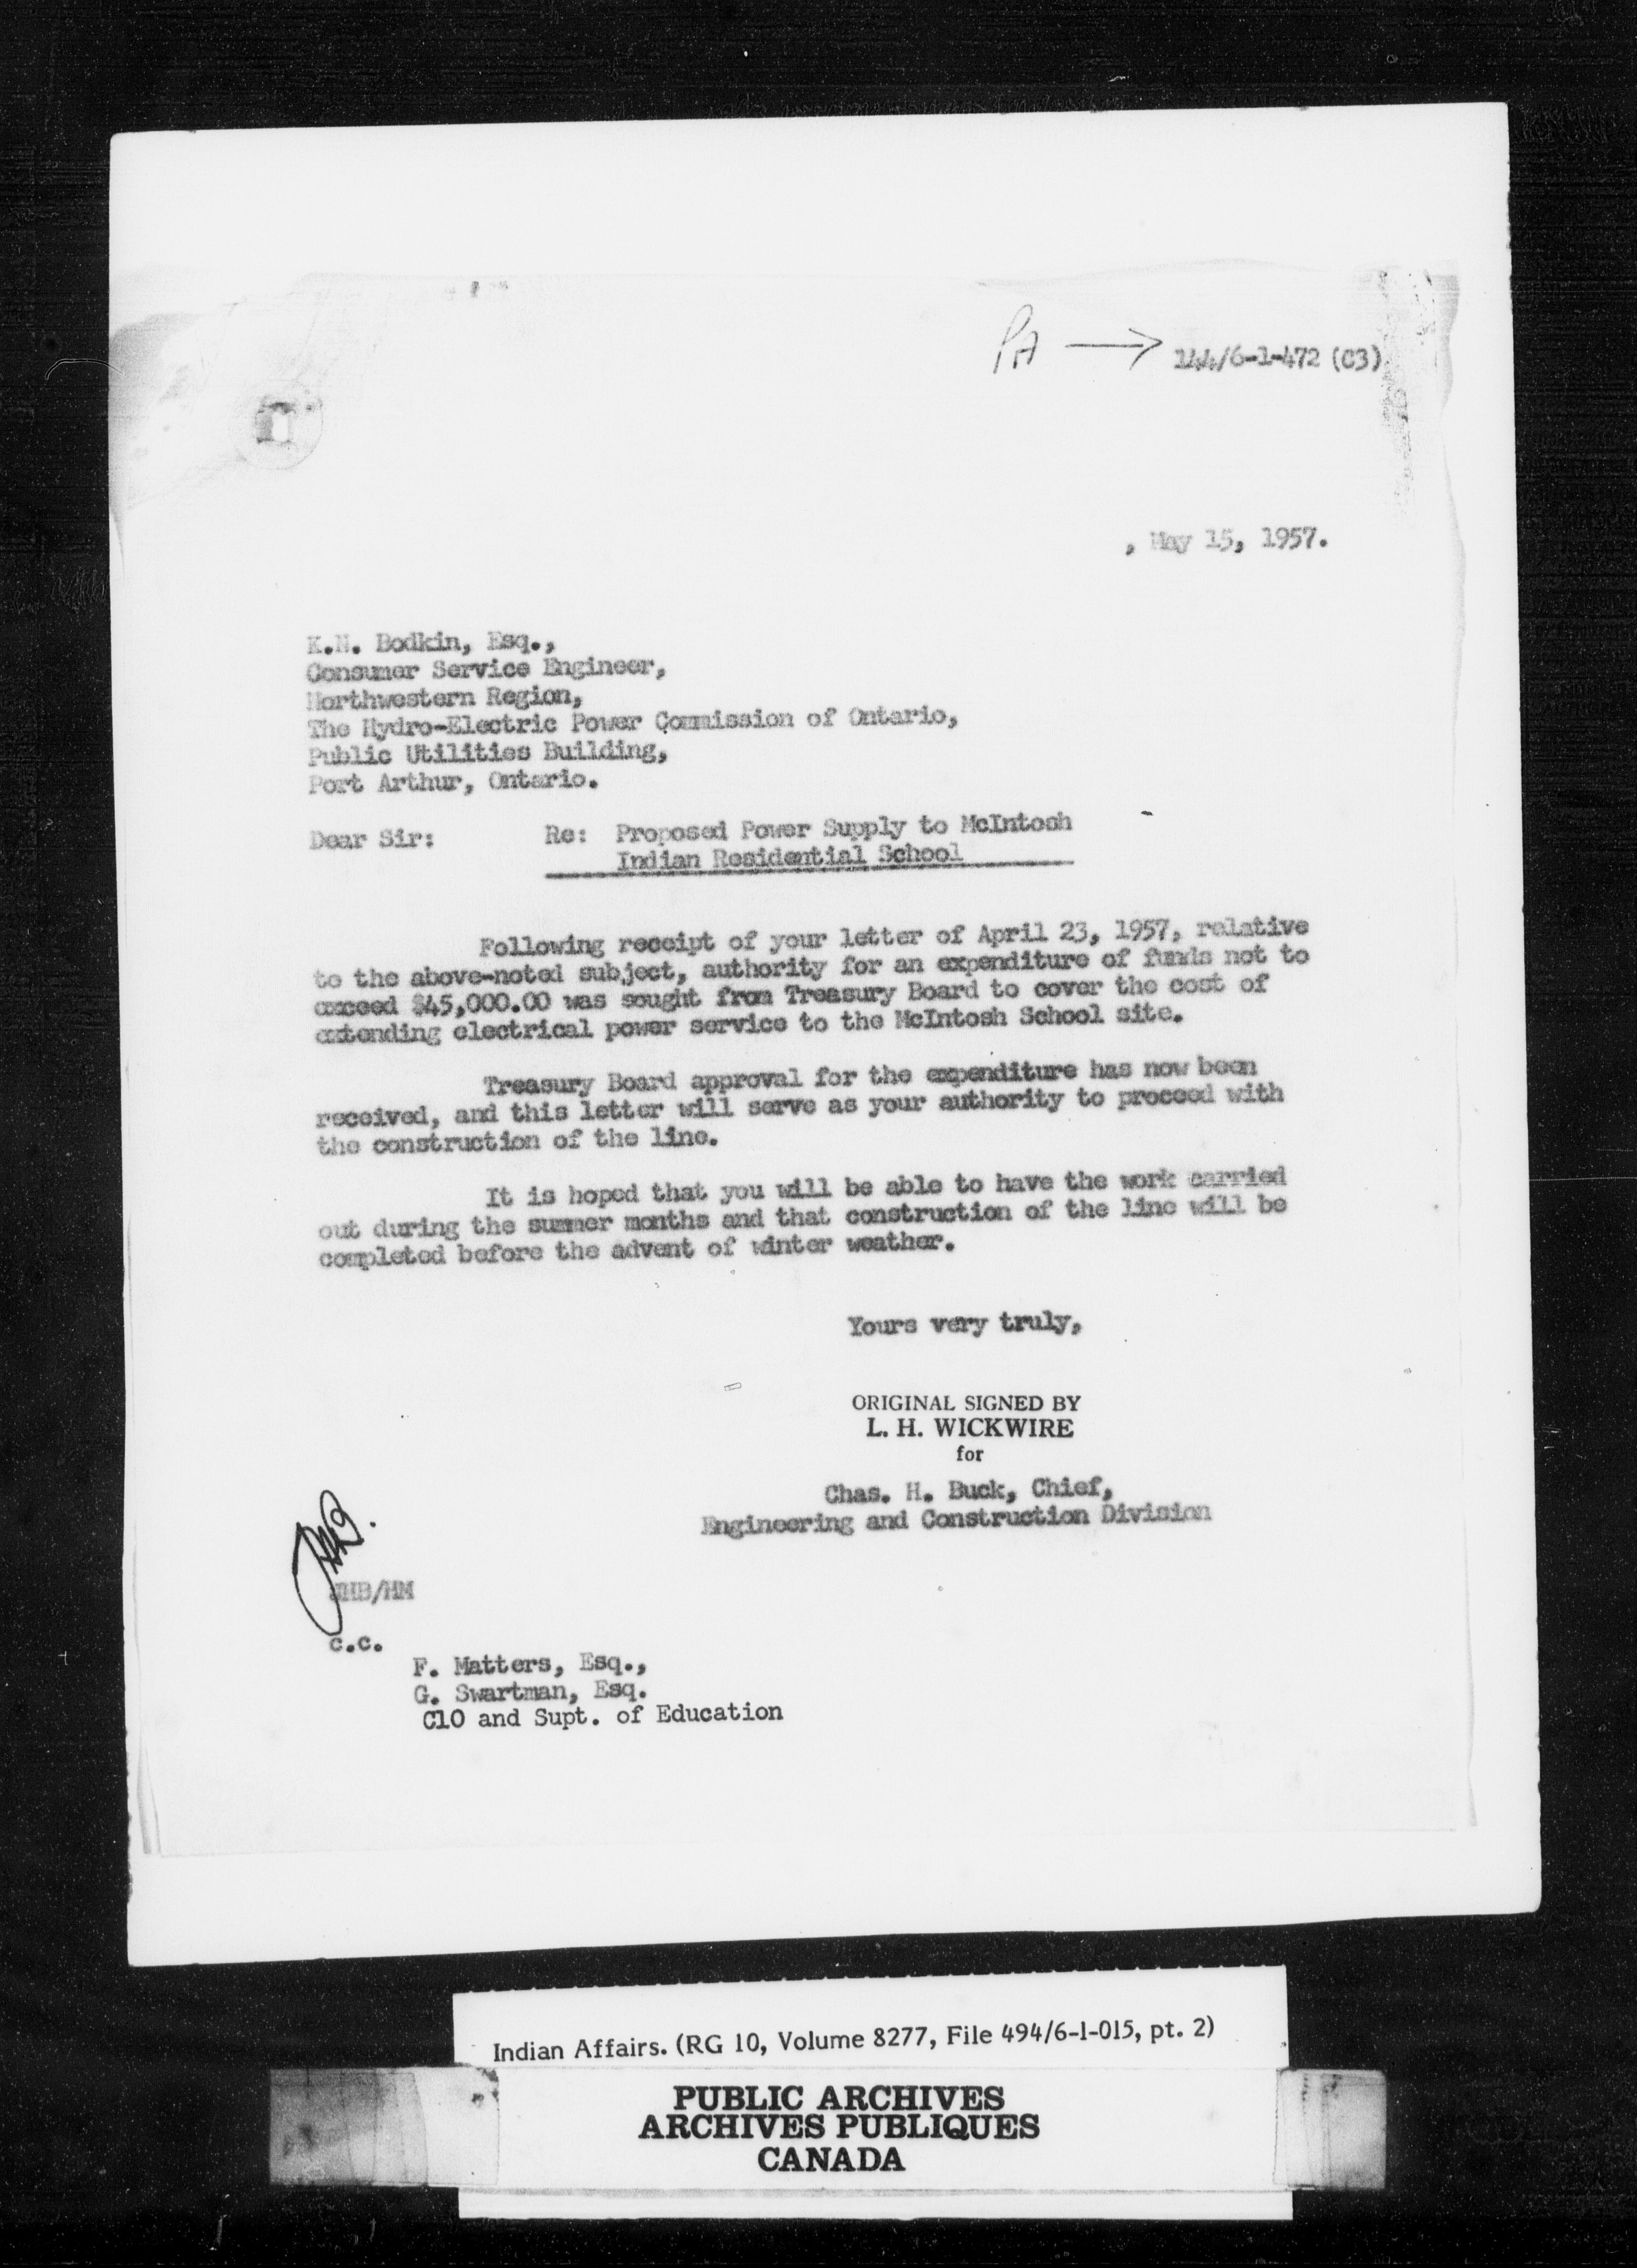 PA → 144/6-1-472 (C3)
, May 15, 1957.
K.N. Bodkin, Esq.,
Consumer Service Engineer,
Northwestern Region,
The Hydro-Electric Power Commission of Ontario,
Public Utilities Building,
Port Arthur, Ontario.
Dear Sir: Re: Proposed Power Supply to McIntosh
Indian Residential School
Following receipt of your letter of April 23, 1957, relative
to the above-noted subject, authority for an expenditure of funds not to
exceed $45,000.00 was sought from Treasury Board to cover the cost of
extending electrical power service to the McIntosh School site.
Treasury Board approval for the expenditure has now been
received, and this letter will serve as your authority to proceed with
the construction of the line.
It is hoped that you will be able to have the work carried
out during the summer months and that construction of the line will be
completed before the advent of winter weather.
Yours very truly,
ORIGINAL SIGNED BY
L. H. WICKWIRE
for
Chas. H. Buck, Chief,
Engineering and Construction Division
JHB/HM
c.c.
F. Matters, Esq.,
G. Swartman, Esq.
C10 and Supt. of Education
Indian Affairs. (RG 10, Volume 8277, File 494/6-1-015, pt. 2)
PUBLIC ARCHIVES
ARCHIVES PUBLIQUES
CANADA